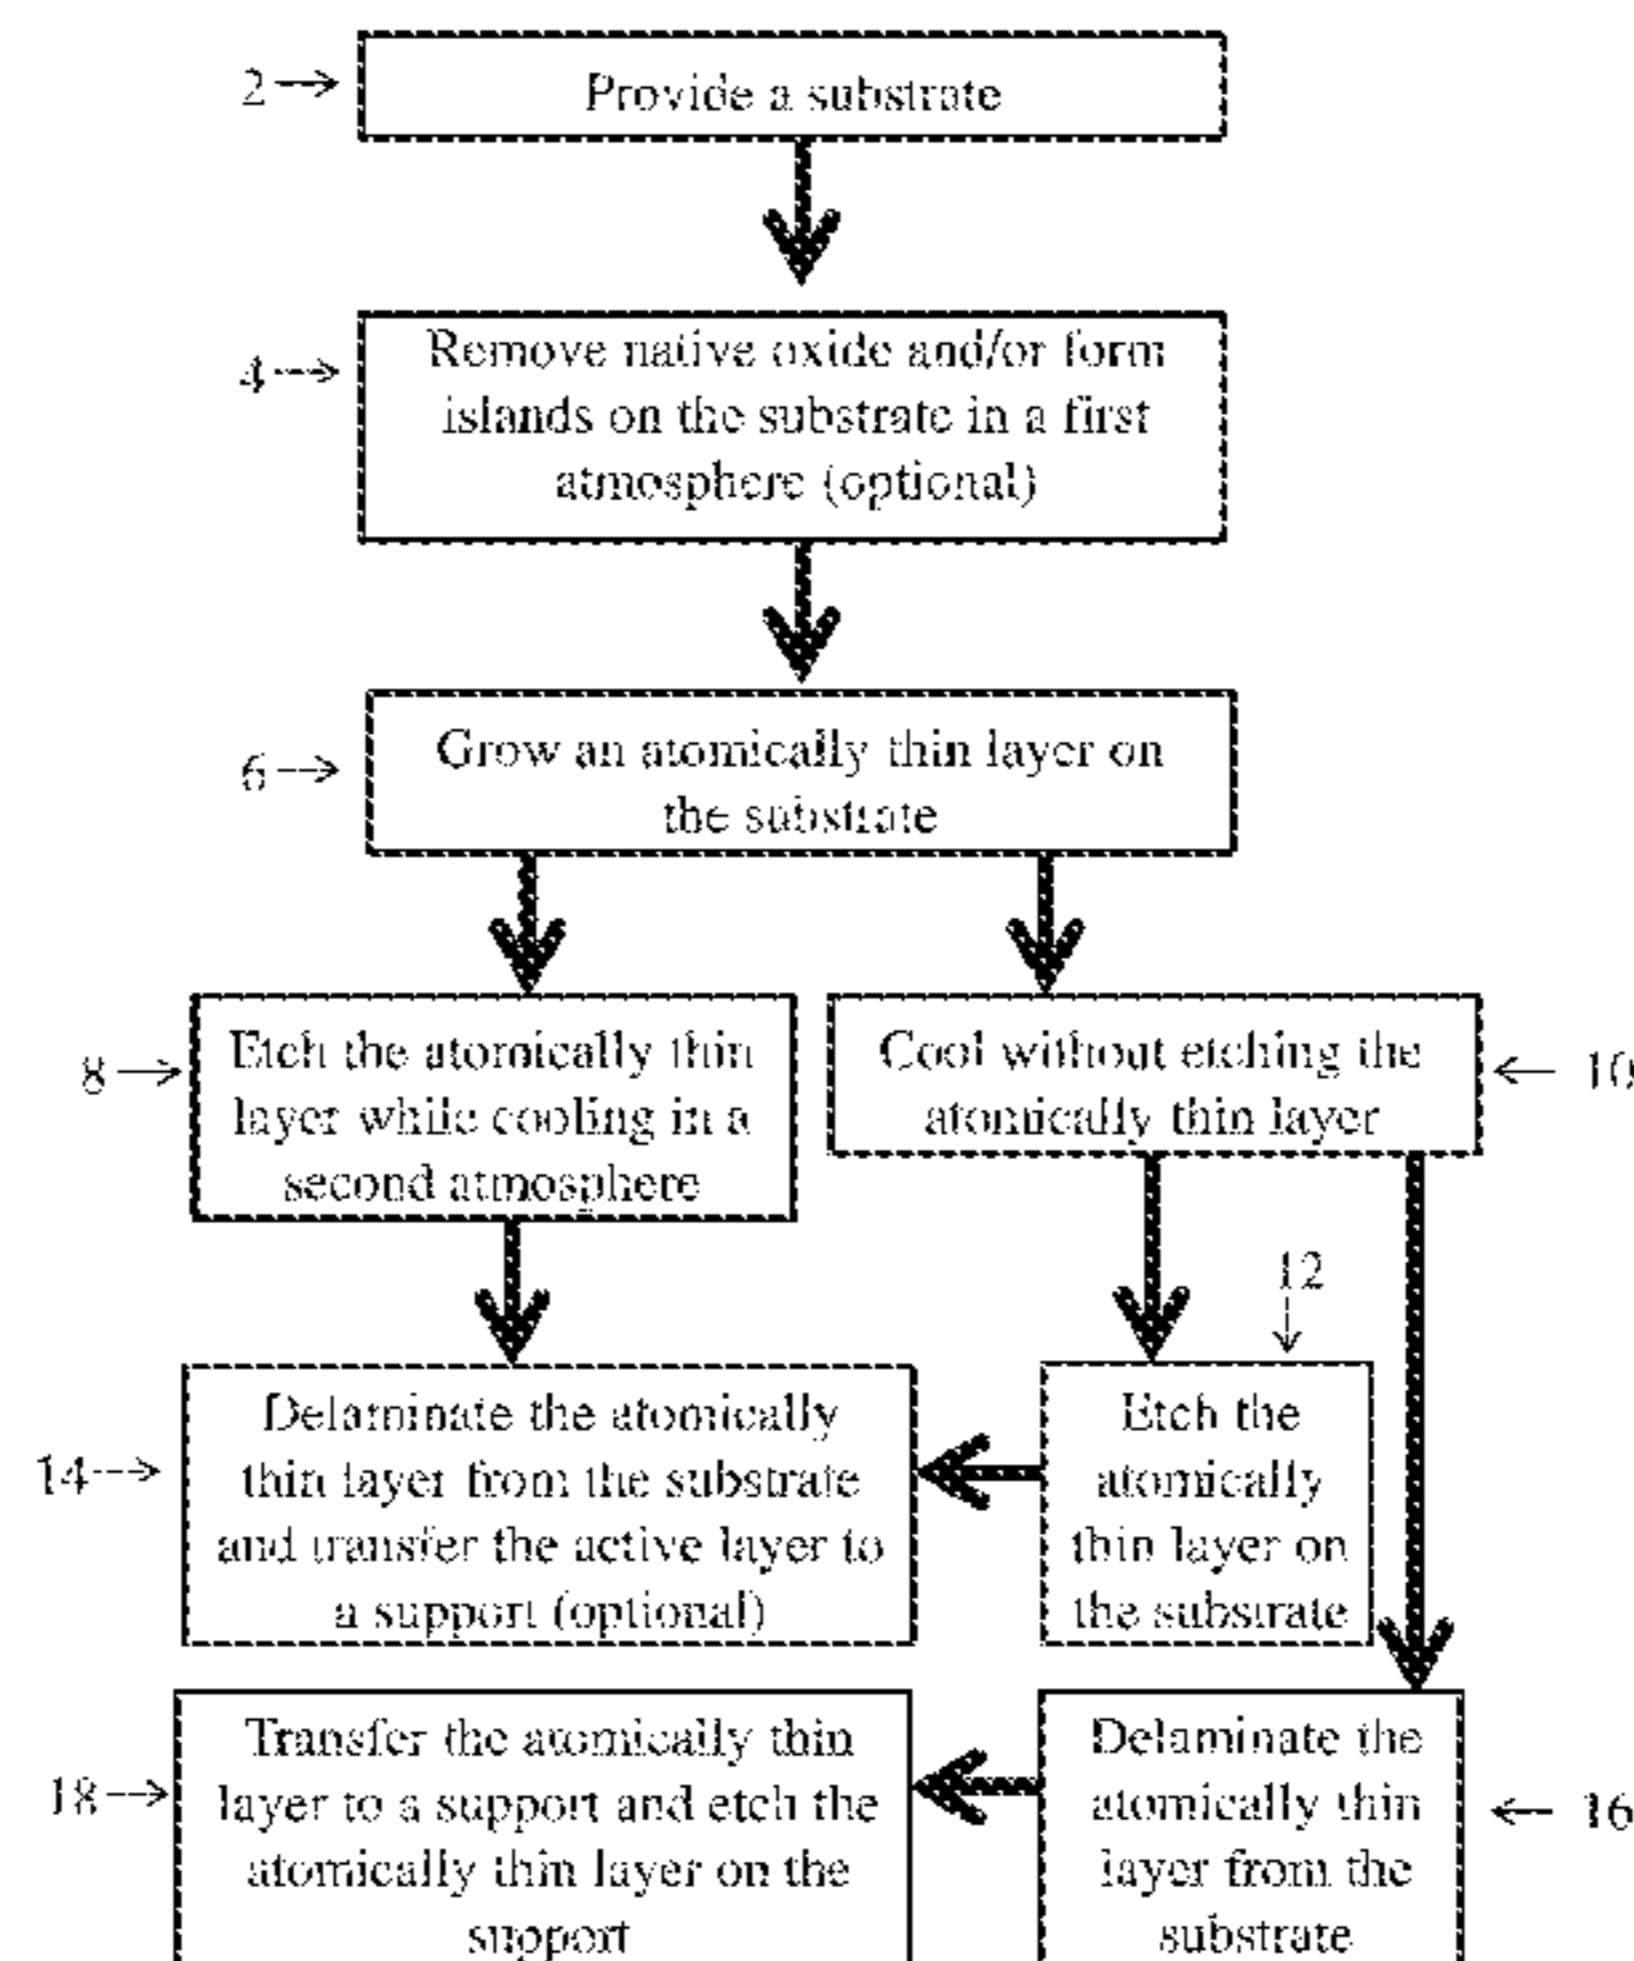 2
Provide a substrate
4
Remove native oxide and/or form
islands on the substrate in a first
atmosphere (optional)
6
Grow an atomically thin layer on
the substrate
8
Etch the atomically thin
layer while cooling in a
second atmosphere
Cool without etching the
atomically thin layer
10
12
14
Delaminate the atomically
thin layer from the substrate
and transfer the active layer to
a support (optional)
Etch the
atomically
thin layer on
the substrate
18
Transfer the atomically thin
layer to a support and etch the
atomically thin layer on the
support
Delaminate the
atomically thin
layer from the
substrate
16